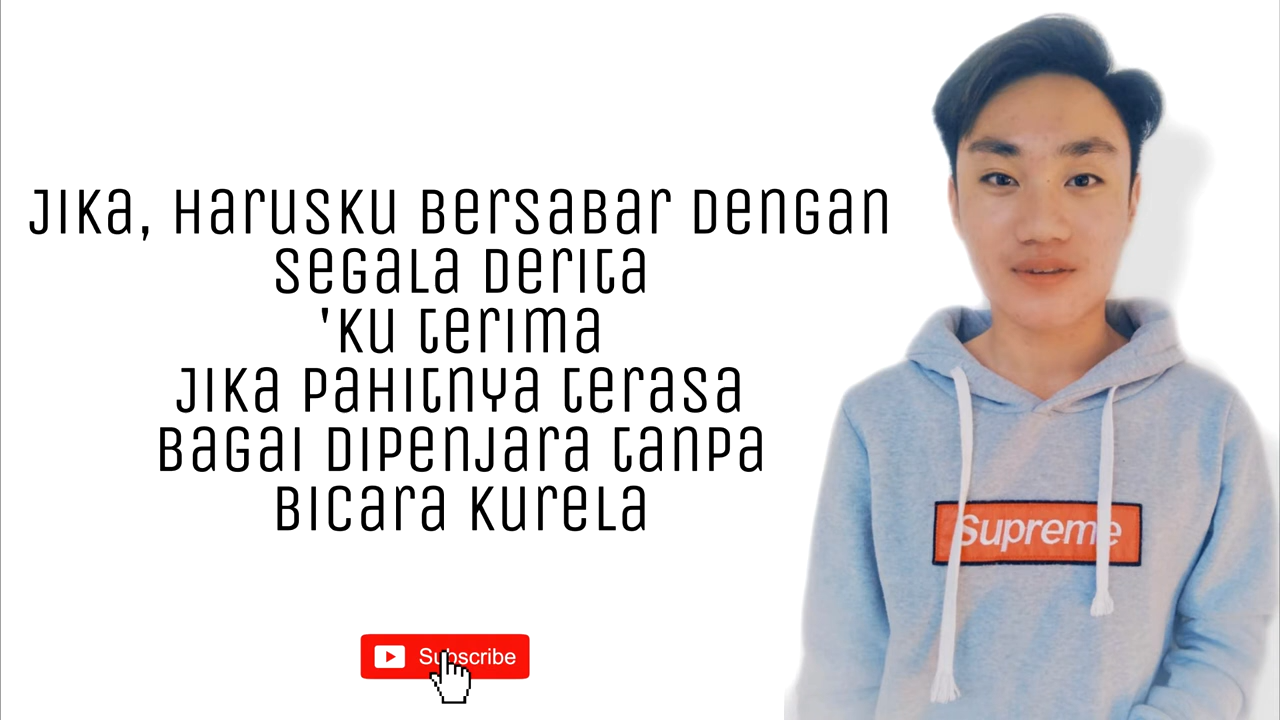 Jika, Harusku Bersabar Dengan
Segala Derita
'Ku Terima
Jika Pahitnya Terasa
Bagai Dipenjara Tanpa
Bicara Kurela
Supreme
Subscribe